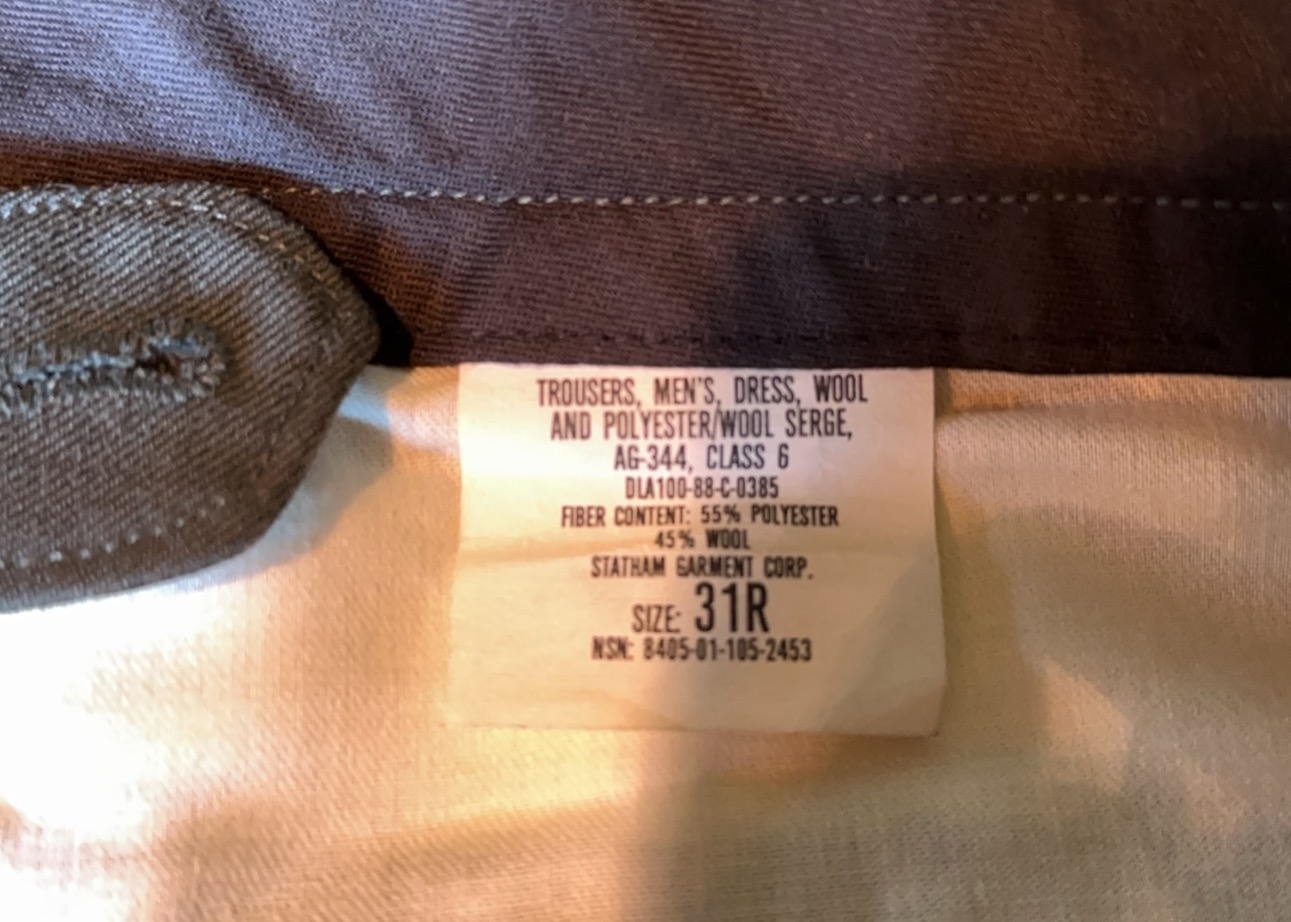 TROUSERS, MEN'S, DRESS, WOOL
AND POLYESTER/WOOL SERGE,
AG-344, CLASS 6
DLA100-88-C-0385
FIBER CONTENT: 55% POLYESTER
45% WOOL
STATHAM GARMENT CORP.
SIZE: 31R
NSN: 8405-01-105-2453